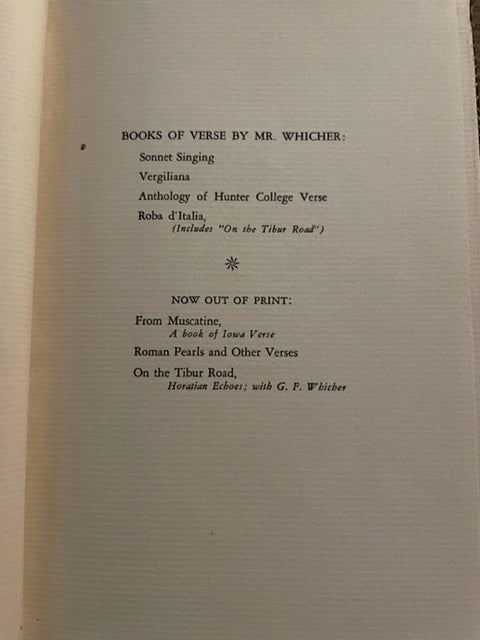 BOOKS OF VERSE BY MR. WHICHER:
Sonnet Singing
Vergiliana
Anthology of Hunter College Verse
Roba d'Italia,
(Includes "On the Tibur Road")
NOW OUT OF PRINT:
From Muscatine,
A book of Iowa Verse
Roman Pearls and Other Verses
On the Tibur Road,
Horatian Echoes; with G. F. Whicher